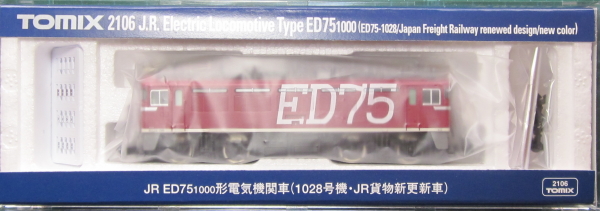 TOMIX 2106 J.R. Electric Locomotive Type ED751000 (ED75-1028/Japan Freight Railway renewed design/new color)
ED75
JR ED751000形電気機関車(1028号機・JR貨物新更新車)
2106
TOMIX